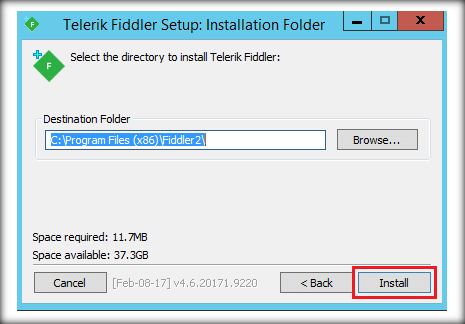 Telerik Fiddler Setup: Installation Folder
F
F
Select the directory to install Telerik Fiddler:
Destination Folder
C:\Program Files (x86)\Fiddler2\
Browse...
Space required: 11.7MB
Space available: 37.3GB
Cancel
[Feb-08-17] v4.6.20171.9220
< Back
Install